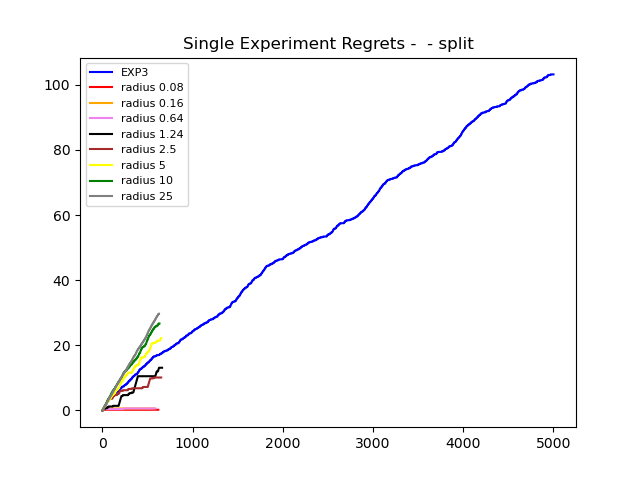 Single Experiment Regrets -  - split
EXP3
radius 0.08
radius 0.16
radius 0.64
radius 1.24
radius 2.5
radius 5
radius 10
radius 25
100
80
60
40
20
0
0 1000 2000 3000 4000 5000